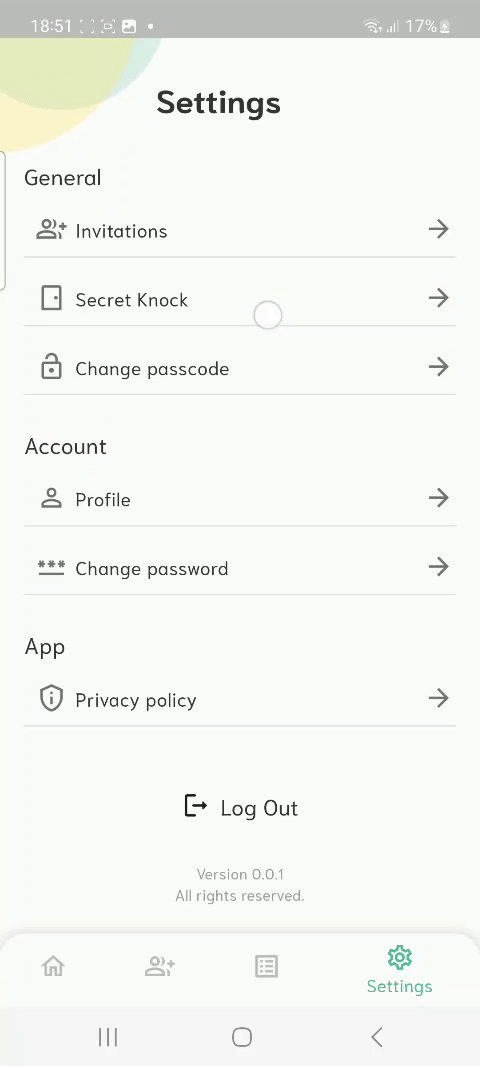 18:51
17%
Settings
General
Invitations
Secret Knock
Change passcode
Account
Profile
Change password
App
Privacy policy
Log Out
Version 0.0.1
All rights reserved.
Settings